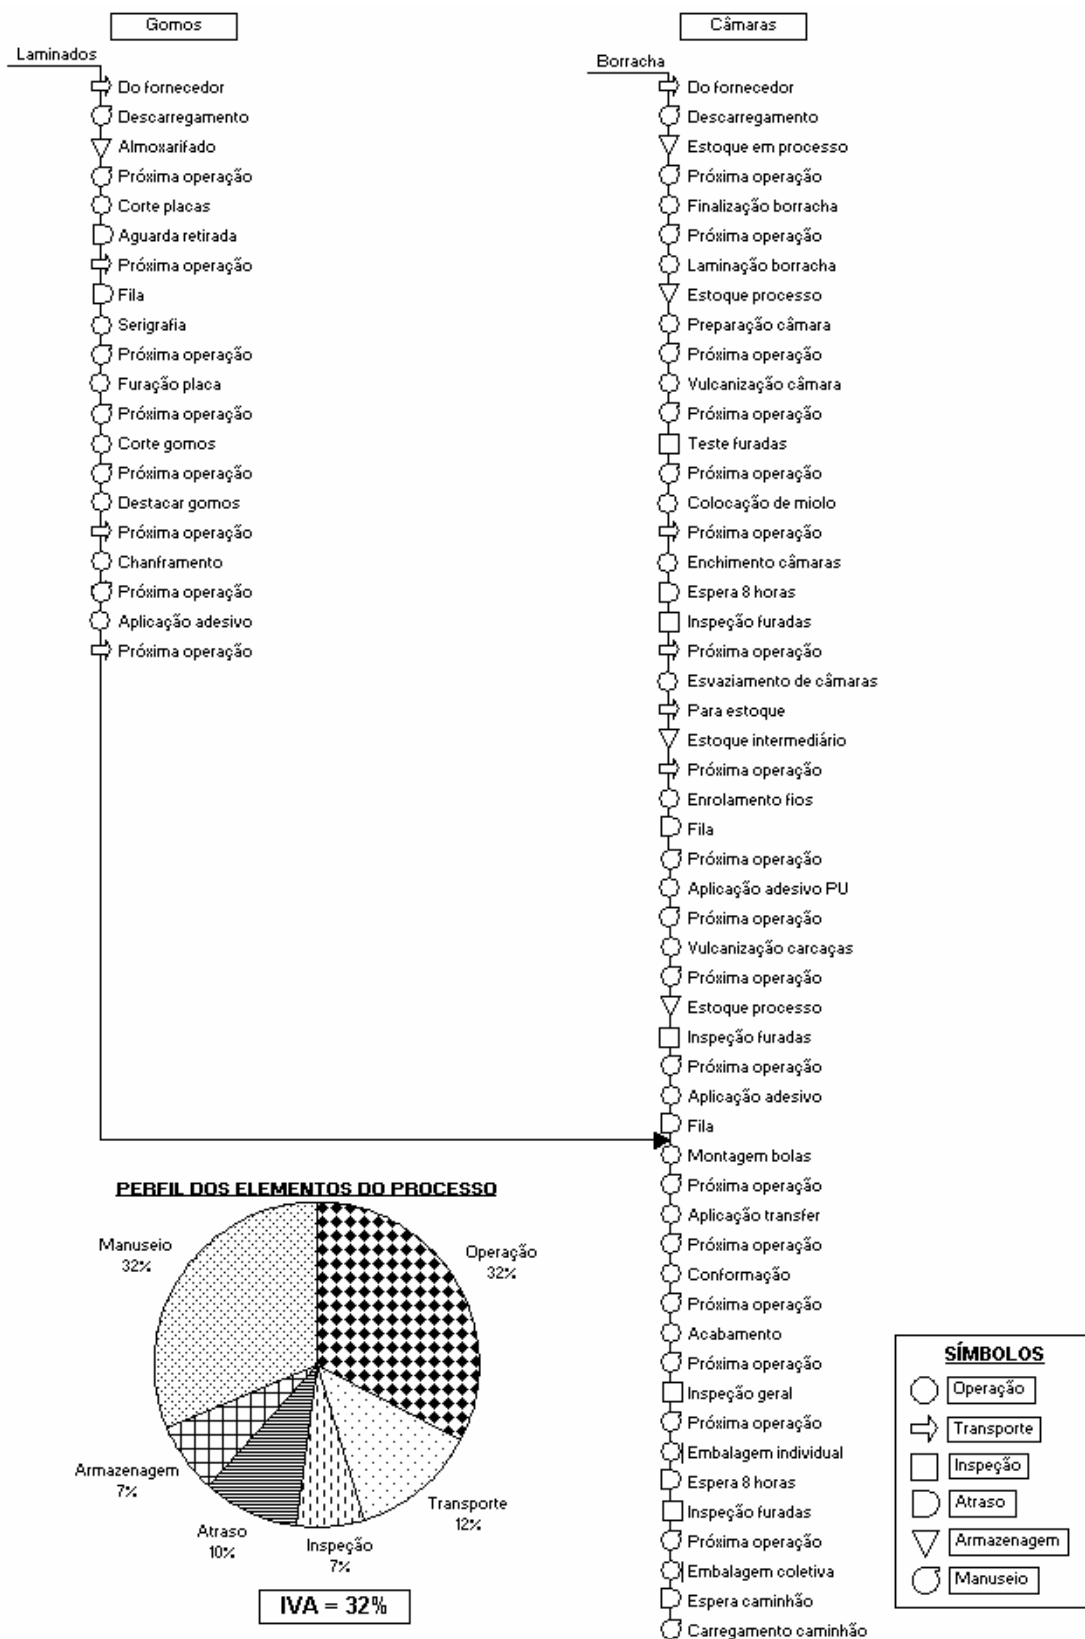 Gomos
Laminados
Do fornecedor
Descarregamento
Almoxarifado
Próxima operação
Corte placas
Aguarda retirada
Próxima operação
Fila
Serigrafia
Próxima operação
Furação placa
Próxima operação
Corte gomos
Próxima operação
Destacar gomos
Próxima operação
Chanframento
Próxima operação
Aplicação adesivo
Próxima operação
Câmaras
Borracha
Do fornecedor
Descarregamento
Estoque em processo
Próxima operação
Finalização borracha
Próxima operação
Laminação borracha
Estoque processo
Preparação câmara
Próxima operação
Vulcanização câmara
Próxima operação
Teste furadas
Próxima operação
Colocação de miolo
Próxima operação
Enchimento câmaras
Espera 8 horas
Inspeção furadas
Próxima operação
Esvaziamento de câmaras
Para estoque
Estoque intermediário
Próxima operação
Enrolamento fios
Fila
Próxima operação
Aplicação adesivo PU
Próxima operação
Vulcanização carcaças
Próxima operação
Estoque processo
Inspeção furadas
Próxima operação
Aplicação adesivo
Fila
Montagem bolas
Próxima operação
Aplicação transfer
Próxima operação
Conformação
Próxima operação
Acabamento
Próxima operação
Inspeção geral
Próxima operação
Embalagem individual
Espera 8 horas
Inspeção furadas
Próxima operação
Embalagem coletiva
Espera caminhão
Carregamento caminhão
PERFIL DOS ELEMENTOS DO PROCESSO
Manuseio
32%
Operação
32%
Armazenagem
7%
Atraso
10%
Inspeção
7%
Transporte
12%
IVA = 32%
SÍMBOLOS
Operação
Transporte
Inspeção
Atraso
Armazenagem
Manuseio